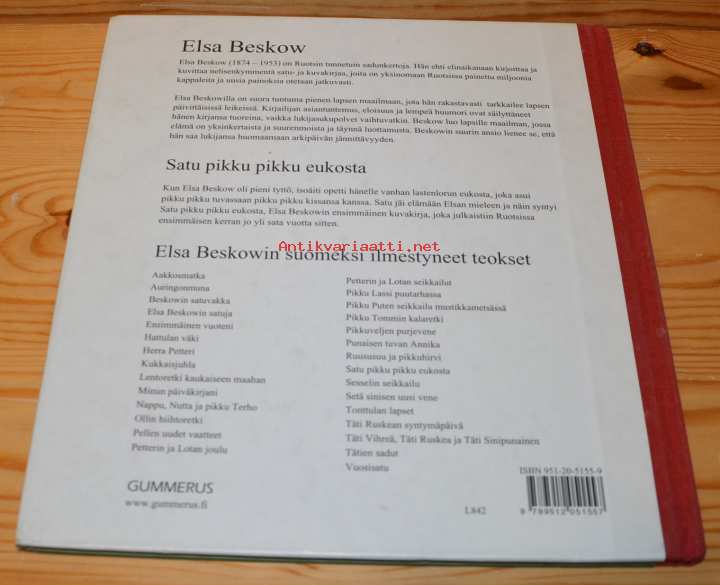 Elsa Beskow
Elsa Beskow (1874 – 1953) on Ruotsin tunnetuin sadunkertoja. Hän ehti elinaikanaan kirjoittaa ja
kuvittaa nelisenkymmentä satu- ja kuvakirjaa, joita on yksinomaan Ruotsissa painettu miljoonia
kappaleita ja uusia painoksia otetaan jatkuvasti.
Elsa Beskowilla on suora tuntuma pienen lapsen maailmaan, jota hän rakastavasti tarkkailee lapsen
päivittäisissä leikeissä. Kirjailijan asiantuntemus, eloisuus ja lempeä huumori ovat säilyttäneet
hänen kirjansa tuoreina, vaikka lukijasukupolvet vaihtuvatkin. Beskow luo lapsille maailman, jossa
elämä on yksinkertaista ja suurenmoista ja täynnä luottamusta. Beskowin suurin ansio lienee se, että
hän saa lukijansa huomaamaan arkipäivän jännittävyyden.
Satu pikku pikku eukosta
Kun Elsa Beskow oli pieni tyttö, isoäiti opetti hänelle vanhan lastenlorun eukosta, joka asui
pikku pikku tuvassaan pikku pikku kissansa kanssa. Satu jäi elämään Elsan mieleen ja näin syntyi
Satu pikku pikku eukosta, Elsa Beskowin ensimmäinen kuvakirja, joka julkaistiin Ruotsissa
ensimmäisen kerran jo yli sata vuotta sitten.
Antikvariaatti.net
Elsa Beskowin suomeksi ilmestyneet teokset
Aakkosmatka
Auringonmuna
Beskowin satuvakka
Elsa Beskowin satuja
Ensimmäinen vuoteni
Hattulan väki
Herra Petteri
Kukkaisjuhla
Lentoretki kaukaiseen maahan
Minun päiväkirjani
Nappu, Nutta ja pikku Terho
Ollin hiihtoretki
Pellen uudet vaatteet
Petterin ja Lotan joulu
Petterin ja Lotan seikkailut
Pikku Lassi puutarhassa
Pikku Puten seikkailu mustikkametsässä
Pikku Tommin kalaretki
Pikkuveljen purjevene
Punaisen tuvan Annika
Ruusususu ja pikkuhirvi
Satu pikku pikku eukosta
Sesselin seikkailu
Setä sinisen uusi vene
Tonttulan lapset
Täti Ruskean syntymäpäivä
Täti Vihreä, Täti Ruskea ja Täti Sinipunainen
Tätien sadut
Vuosisatu
GUMMERUS
www.gummerus.fi
L842
ISBN 951-20-5155-9
9 789512 051557